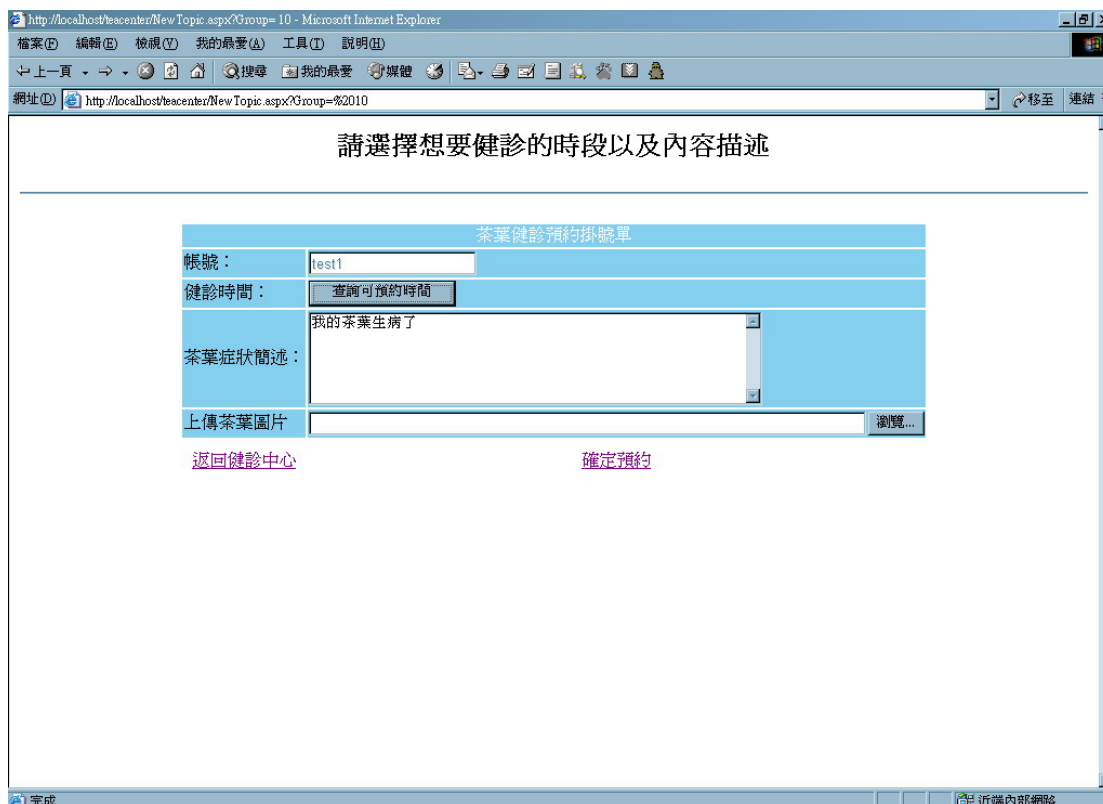 http://localhost/teacenter/NewTopic.aspx?Group= 10 - Microsoft Internet Explorer
檔案(F) 編輯(E) 檢視(V) 我的最愛(A) 工具(T) 說明(H)
上一頁 搜尋 我的最愛 媒體
網址(D) http://localhost/teacenter/NewTopic.aspx?Group=%2010 移至 連結
請選擇想要健診的時段以及內容描述
茶葉健診預約掛號單
帳號： test1
健診時間： 查詢可預約時間
茶葉症狀簡述： 我的茶葉生病了
上傳茶葉圖片 瀏覽...
返回健診中心 確定預約
完成 近端內部網路